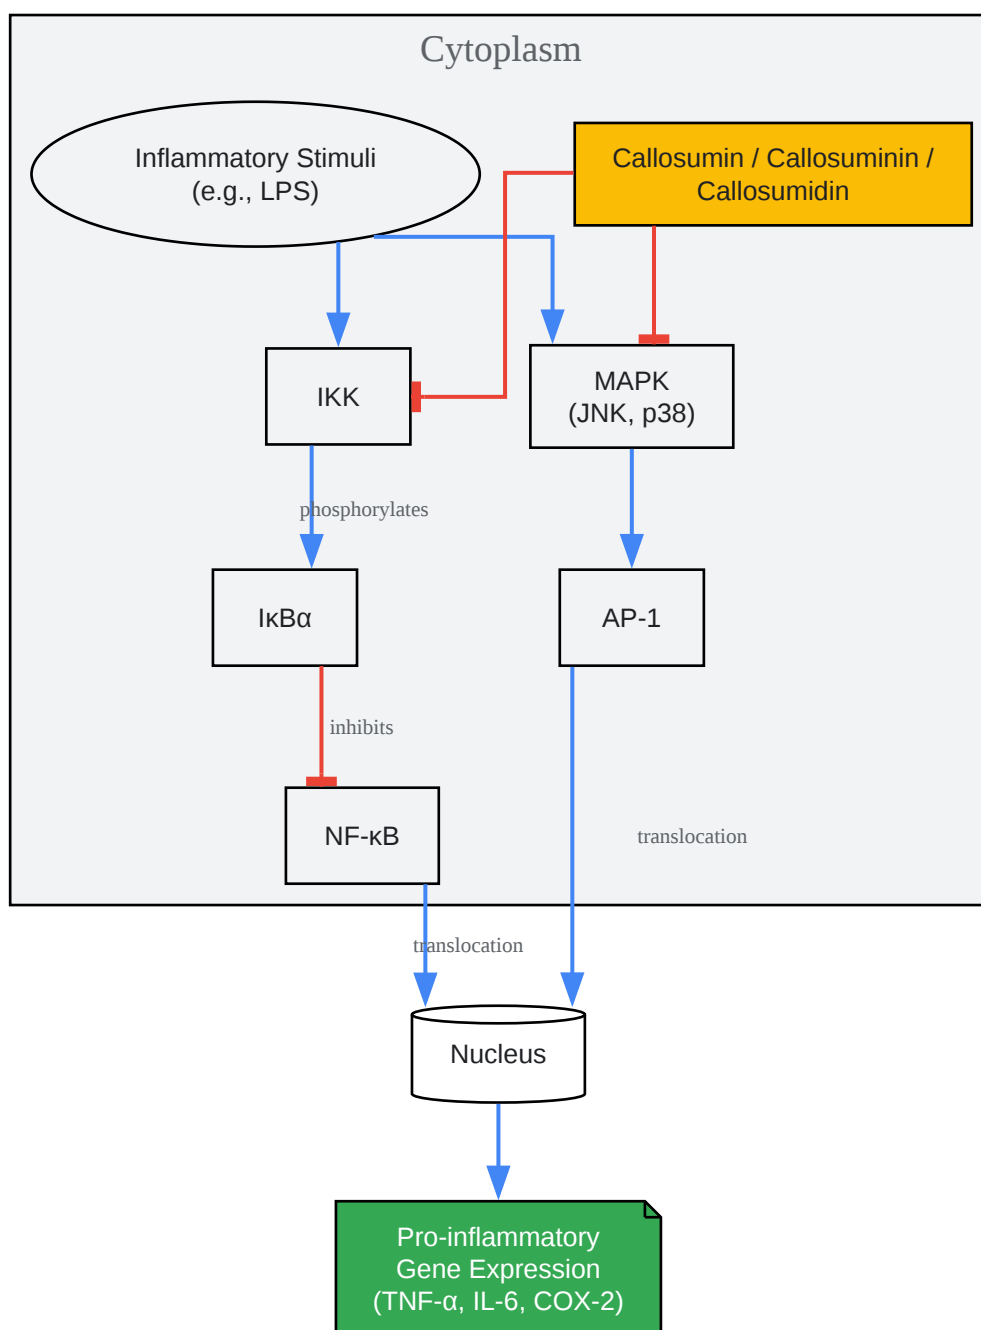 Cytoplasm
Inflammatory Stimuli
(e.g., LPS)
Callosumin / Callosuminin /
Callosumidin
IKK
MAPK
(JNK, p38)
phosphorylates
IκBα
AP-1
inhibits
NF-κB
translocation
translocation
Nucleus
Pro-inflammatory
Gene Expression
(TNF-α, IL-6, COX-2)